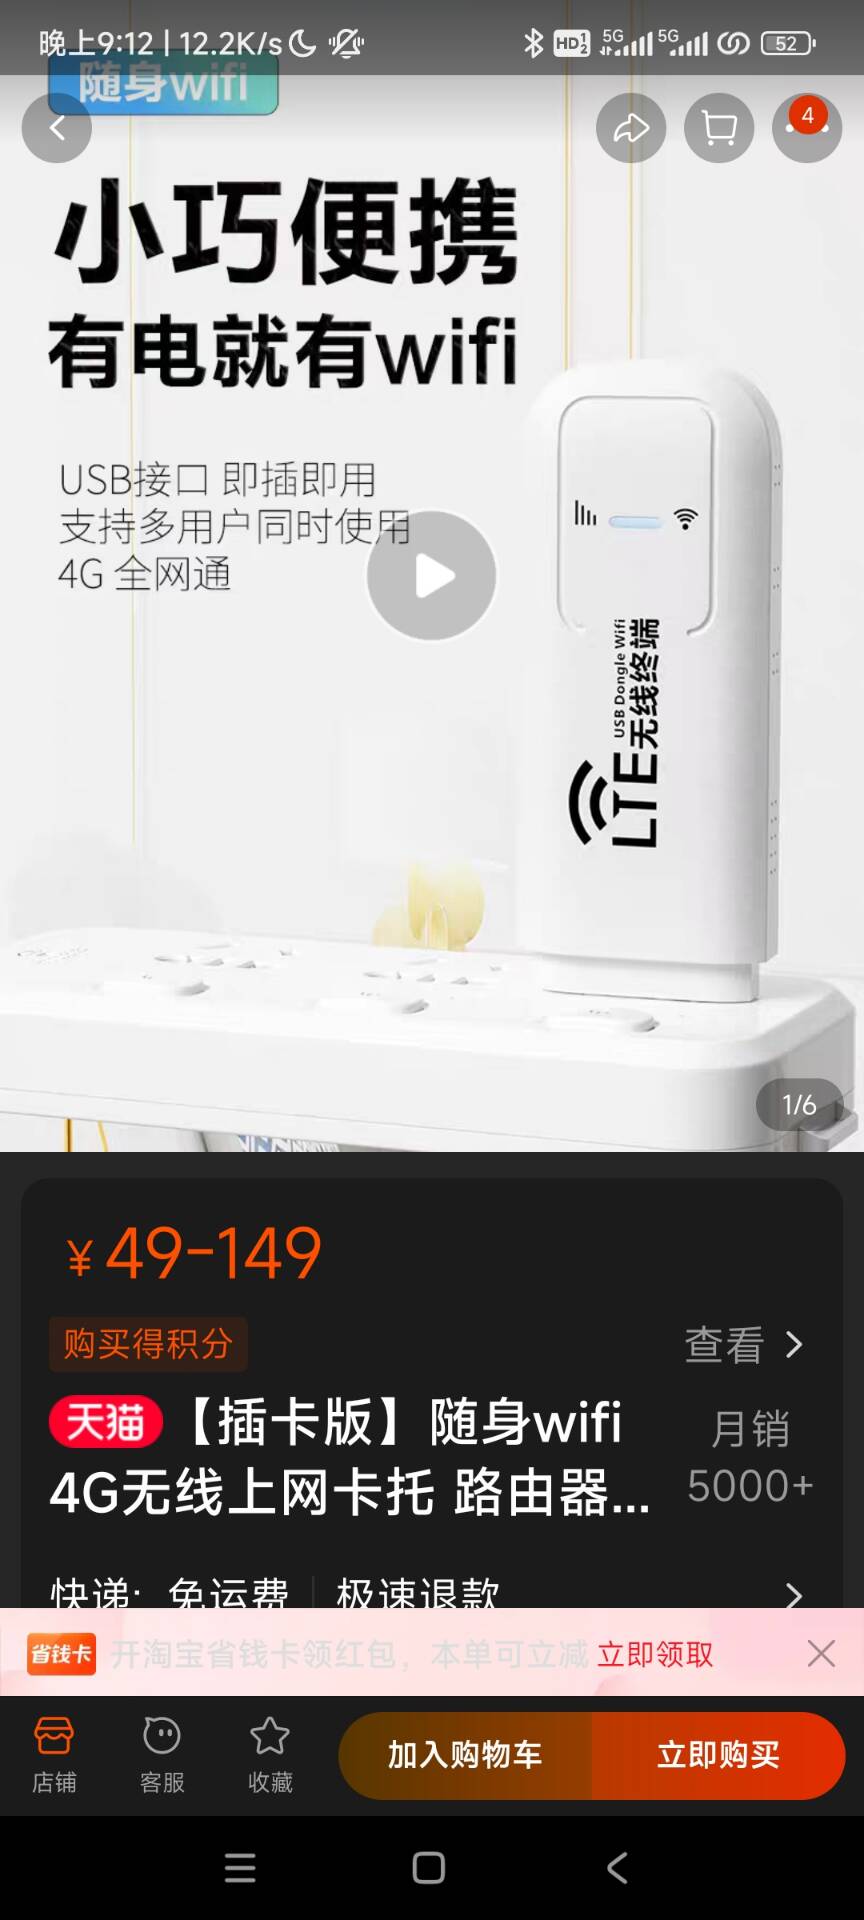 晚上9:12 | 12.2K/s
HD 1 2
5G
5G
52
随身wifi
4
小巧便携
有电就有wifi
USB接口 即插即用
支持多用户同时使用
4G 全网通
USB Dongle Wifi
LTE无线终端
1/6
¥49-149
购买得积分
查看
天猫 【插卡版】随身wifi
4G无线上网卡托 路由器...
月销
5000+
快递: 免运费 | 极速退款
省钱卡 开淘宝省钱卡领红包，本单可立减 立即领取
店铺
客服
收藏
加入购物车
立即购买